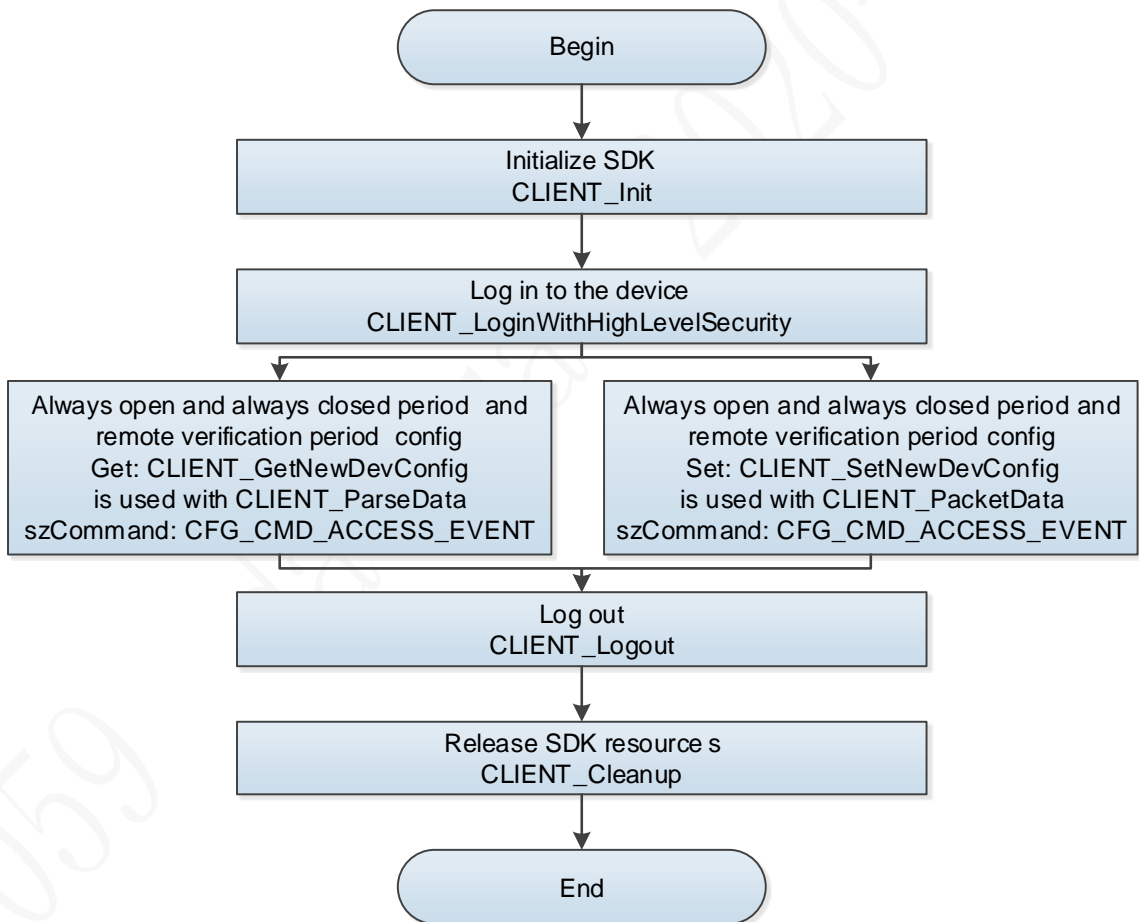 Begin
Initialize SDK
CLIENT_Init
Log in to the device
CLIENT_LoginWithHighLevelSecurity
Always open and always closed period and
remote verification period config
Get: CLIENT_GetNewDevConfig
is used with CLIENT_ParseData
szCommand: CFG_CMD_ACCESS_EVENT
Always open and always closed period and
remote verification period config
Set: CLIENT_SetNewDevConfig
is used with CLIENT_PacketData
szCommand: CFG_CMD_ACCESS_EVENT
Log out
CLIENT_Logout
Release SDK resource s
CLIENT_Cleanup
End